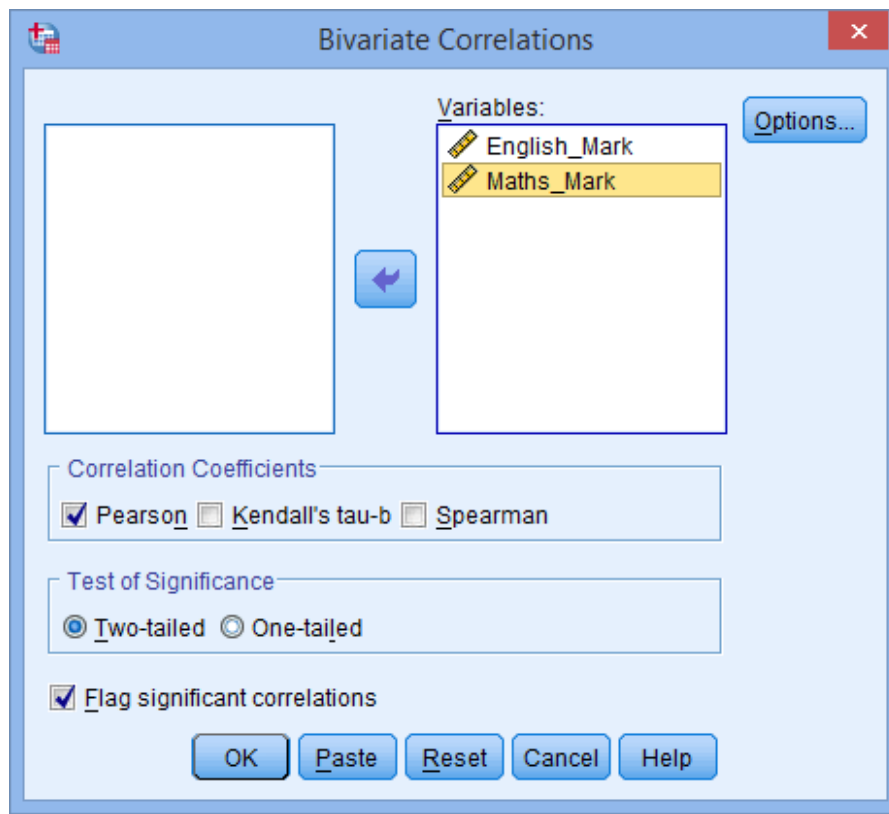 Bivariate Correlations
Variables:
Options...
English_Mark
Maths_Mark
Correlation Coefficients
Pearson Kendall's tau-b Spearman
Test of Significance
Two-tailed One-tailed
Flag significant correlations
OK Paste Reset Cancel Help